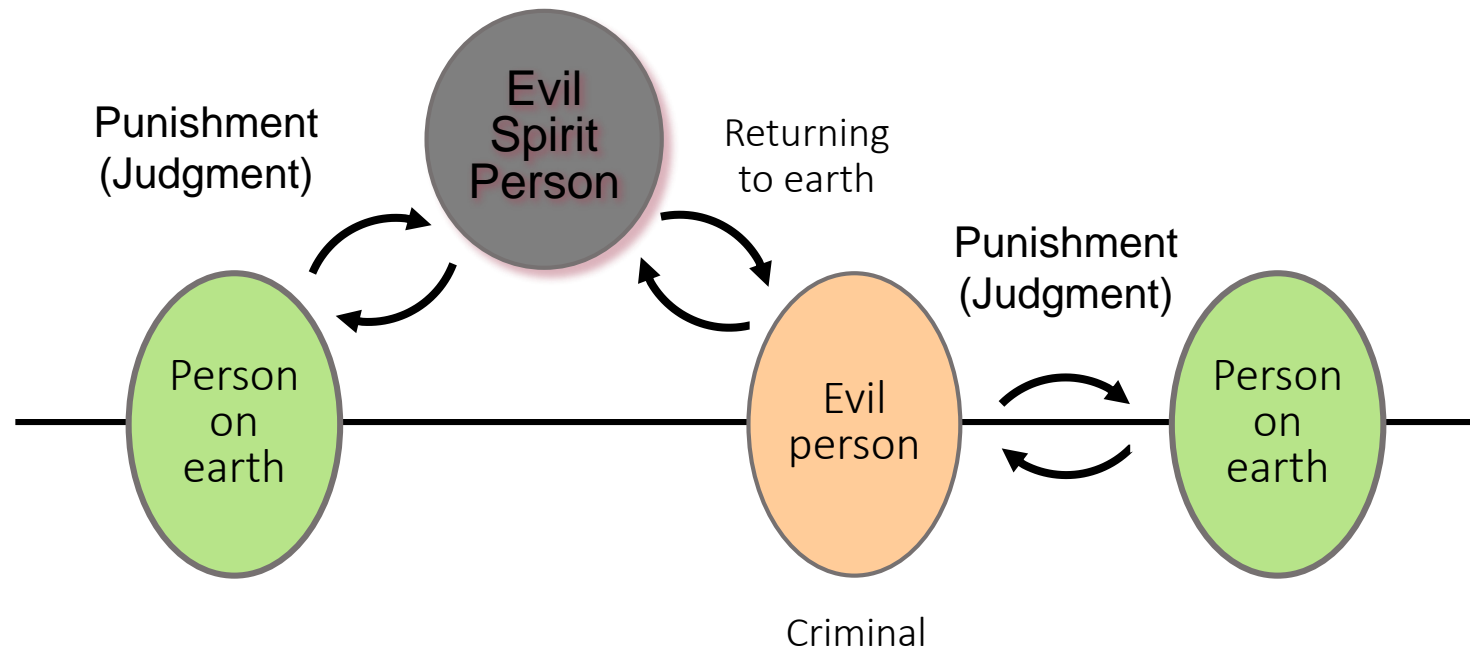 Evil
Spirit
Person
Punishment
(Judgment)
Returning
to earth
Punishment
(Judgment)
Person
on
earth
Evil
person
Person
on
earth
Criminal